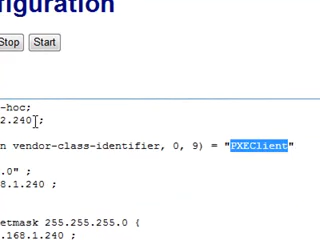 figuration
Stop Start
-hoc;
2.240 ;
n vendor-class-identifier, 0, 9) = "PXEClient"
.0" ;
8.1.240 ;
etmask 255.255.255.0 {
.168.1.240 ;